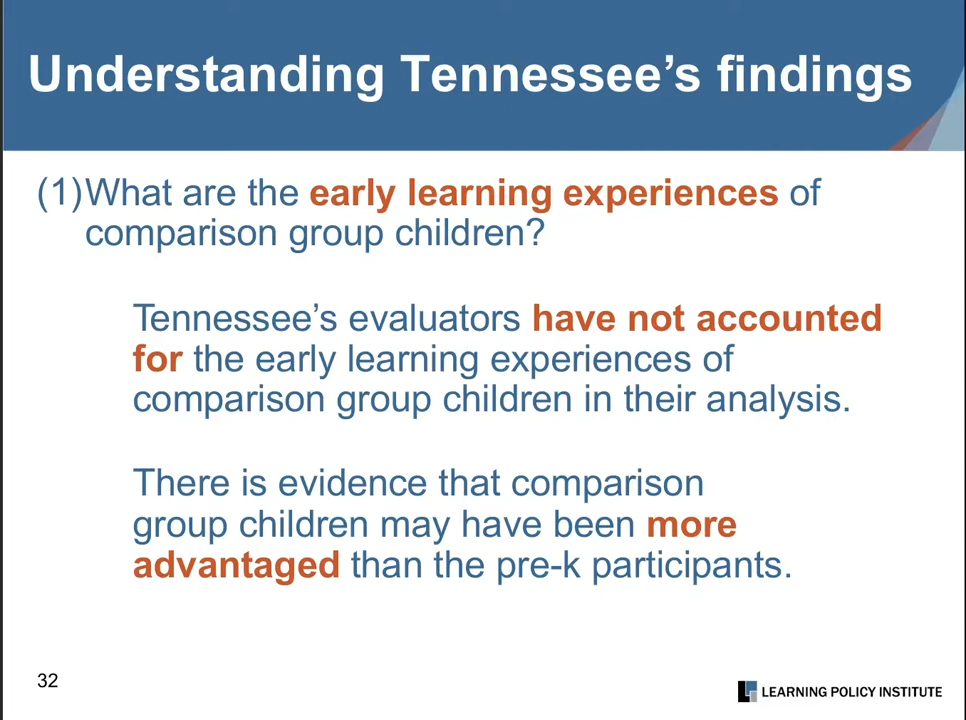 Understanding Tennessee’s findings
(1)What are the early learning experiences of
comparison group children?
Tennessee’s evaluators have not accounted
for the early learning experiences of
comparison group children in their analysis.
There is evidence that comparison
group children may have been more
advantaged than the pre-k participants.
32
LEARNING POLICY INSTITUTE